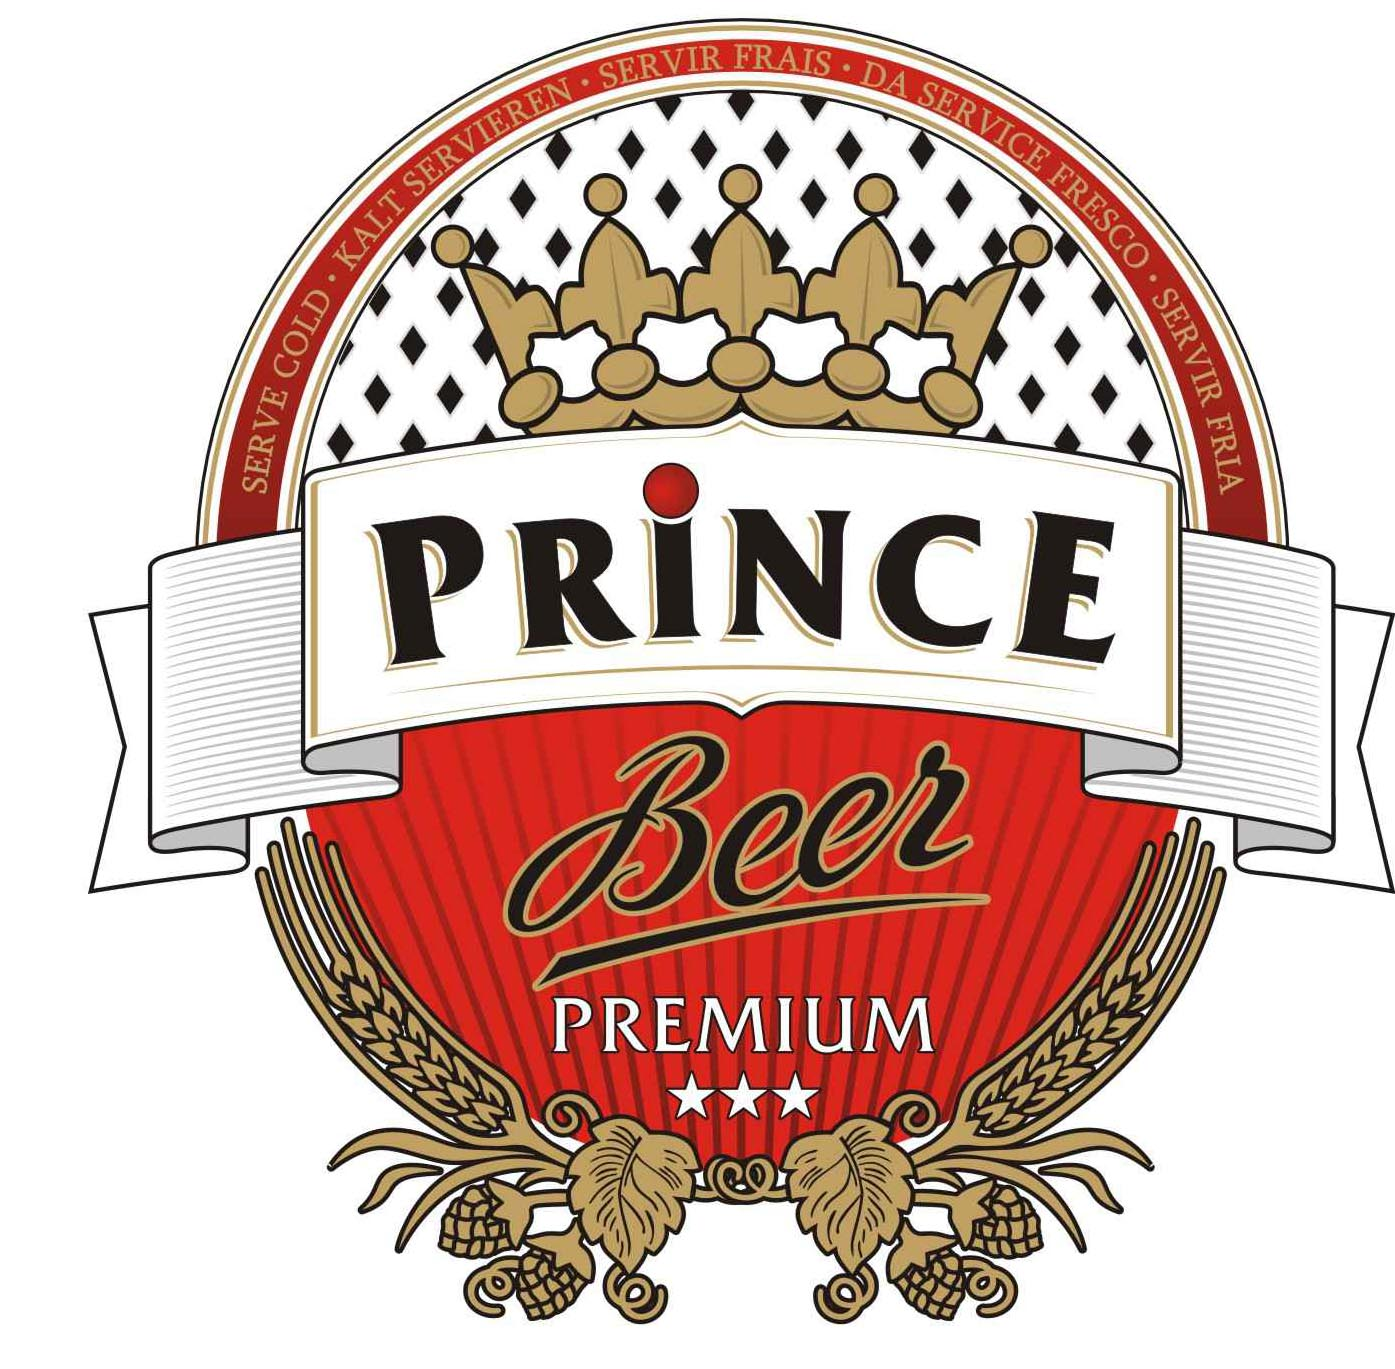 SERVE COLD · KALT SERVIEREN · SERVIR FRAIS · DA SERVICE FRESCO · SERVIR FRIA
PRiNCE
Beer
PREMIUM